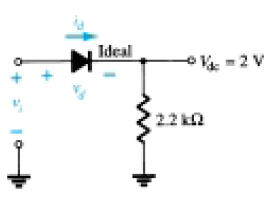 i_d
Ideal
V_dc = 2 V
+
+
−
v_i
v_d
2.2 kΩ
−